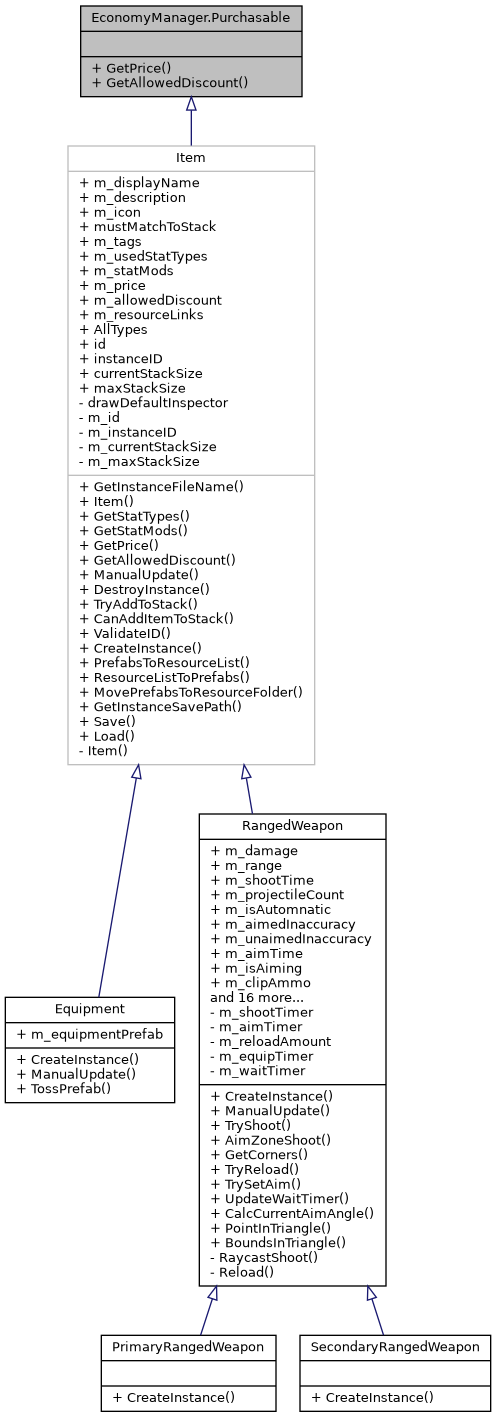 EconomyManager.Purchasable
+ GetPrice()
+ GetAllowedDiscount()
Item
+ m_displayName
+ m_description
+ m_icon
+ mustMatchToStack
+ m_tags
+ m_usedStatTypes
+ m_statMods
+ m_price
+ m_allowedDiscount
+ m_resourceLinks
+ AllTypes
+ id
+ instanceID
+ currentStackSize
+ maxStackSize
- drawDefaultInspector
- m_id
- m_instanceID
- m_currentStackSize
- m_maxStackSize
+ GetInstanceFileName()
+ Item()
+ GetStatTypes()
+ GetStatMods()
+ GetPrice()
+ GetAllowedDiscount()
+ ManualUpdate()
+ DestroyInstance()
+ TryAddToStack()
+ CanAddItemToStack()
+ ValidateID()
+ CreateInstance()
+ PrefabsToResourceList()
+ ResourceListToPrefabs()
+ MovePrefabsToResourceFolder()
+ GetInstanceSavePath()
+ Save()
+ Load()
- Item()
Equipment
+ m_equipmentPrefab
+ CreateInstance()
+ ManualUpdate()
+ TossPrefab()
RangedWeapon
+ m_damage
+ m_range
+ m_shootTime
+ m_projectileCount
+ m_isAutomnatic
+ m_aimedInaccuracy
+ m_unaimedInaccuracy
+ m_aimTime
+ m_isAiming
+ m_clipAmmo
and 16 more...
- m_shootTimer
- m_aimTimer
- m_reloadAmount
- m_equipTimer
- m_waitTimer
+ CreateInstance()
+ ManualUpdate()
+ TryShoot()
+ AimZoneShoot()
+ GetCorners()
+ TryReload()
+ TrySetAim()
+ UpdateWaitTimer()
+ CalcCurrentAimAngle()
+ PointInTriangle()
+ BoundsInTriangle()
- RaycastShoot()
- Reload()
PrimaryRangedWeapon
+ CreateInstance()
SecondaryRangedWeapon
+ CreateInstance()